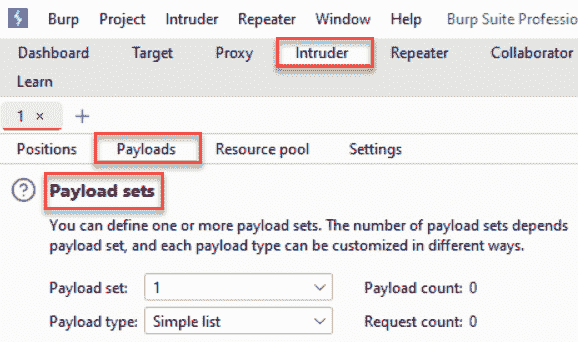 Burp Project Intruder Repeater Window Help Burp Suite Professio
Dashboard Target Proxy Intruder Repeater Collaborator
Learn
1 × +
Positions Payloads Resource pool Settings
? Payload sets
You can define one or more payload sets. The number of payload sets depends
payload set, and each payload type can be customized in different ways.
Payload set: 1 Payload count: 0
Payload type: Simple list Request count: 0